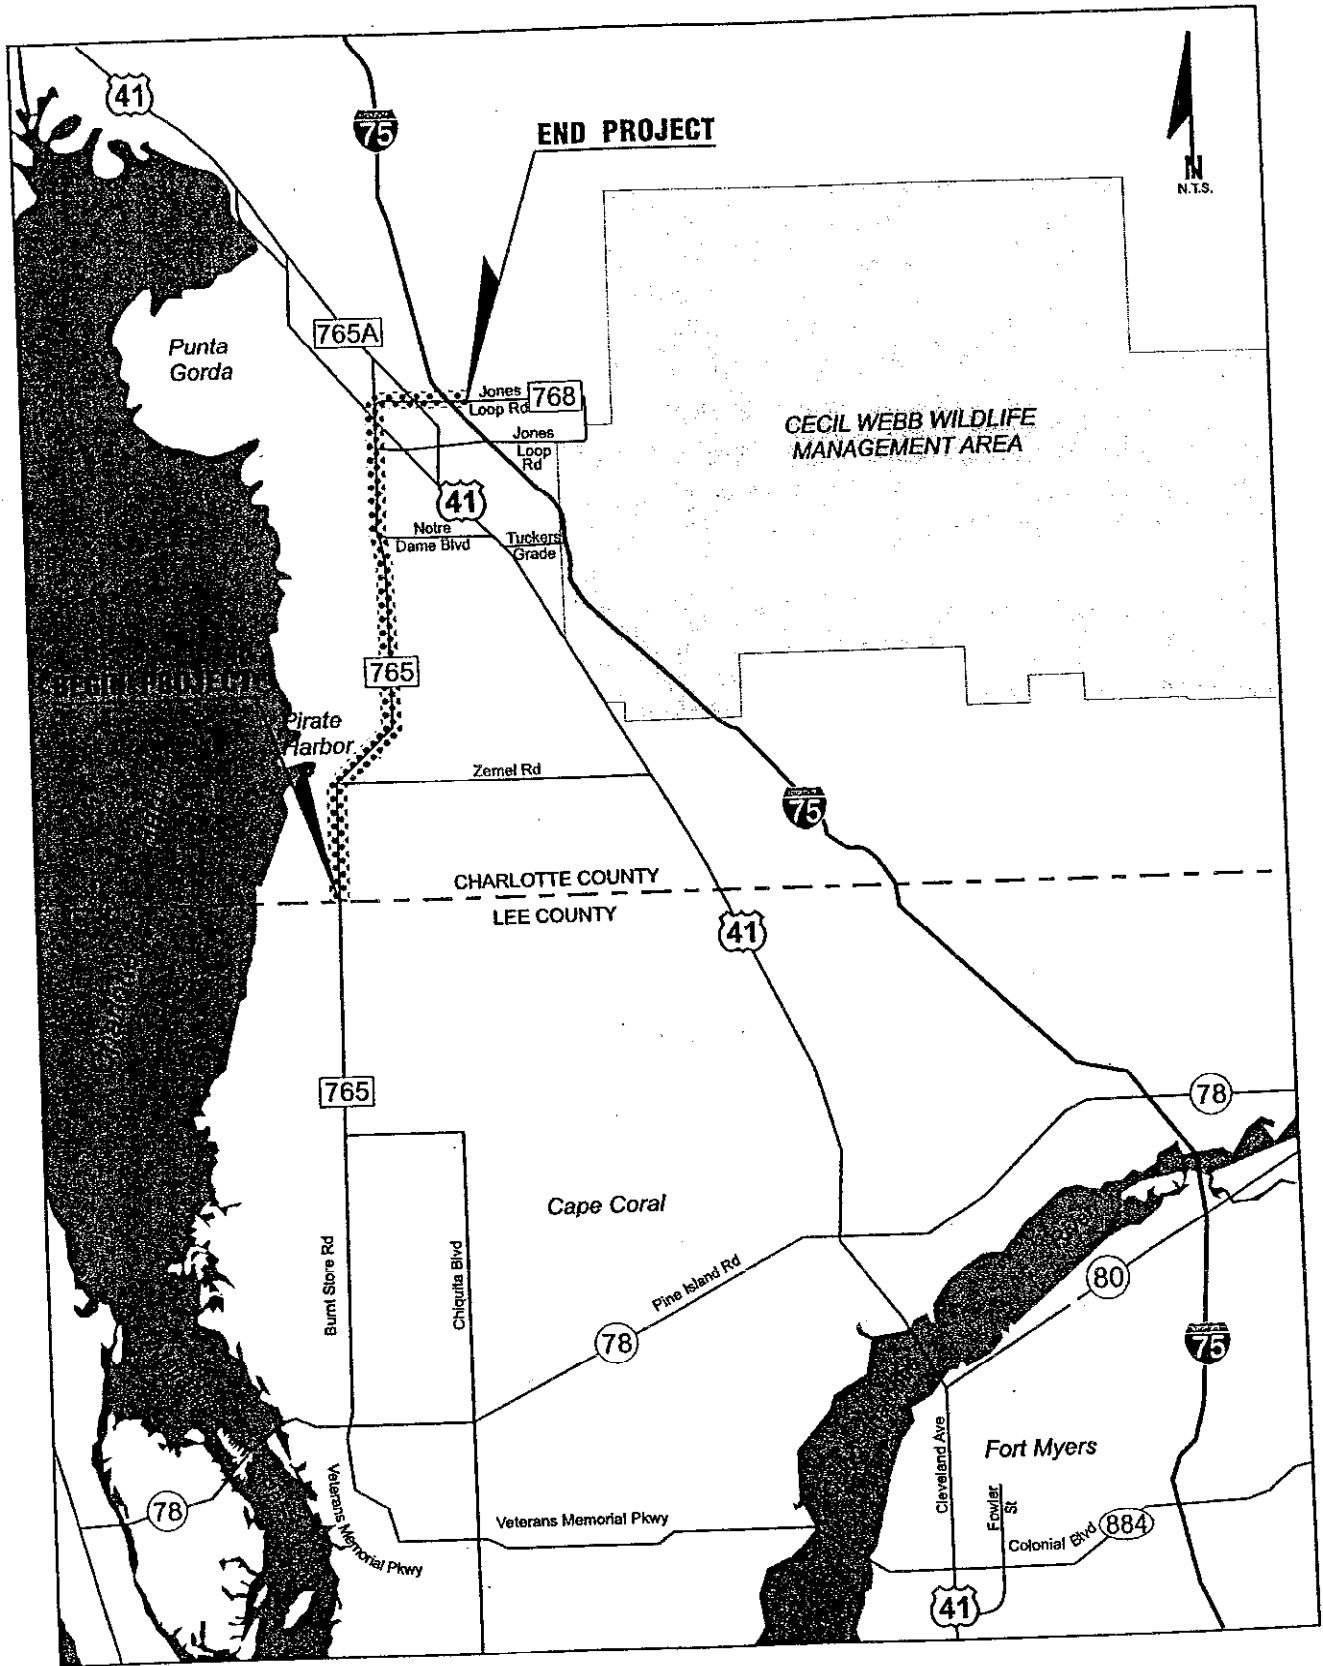 41
75
END PROJECT
N
N.T.S.
765A
Punta
Gorda
Jones
Loop Rd
768
Jones
Loop
Rd
CECIL WEBB WILDLIFE
MANAGEMENT AREA
41
Notre
Dame Blvd
Tuckers
Grade
765
BEGIN PROJECT
Pirate
Harbor
Zemel Rd
75
CHARLOTTE COUNTY
LEE COUNTY
41
765
78
Cape Coral
Burnt Store Rd
Chiquita Blvd
Pine Island Rd
78
80
75
Cleveland Ave
Fort Myers
Fowler
St
78
Veterans Memorial Pkwy
Veterans Memorial Pkwy
Colonial Blvd
884
41